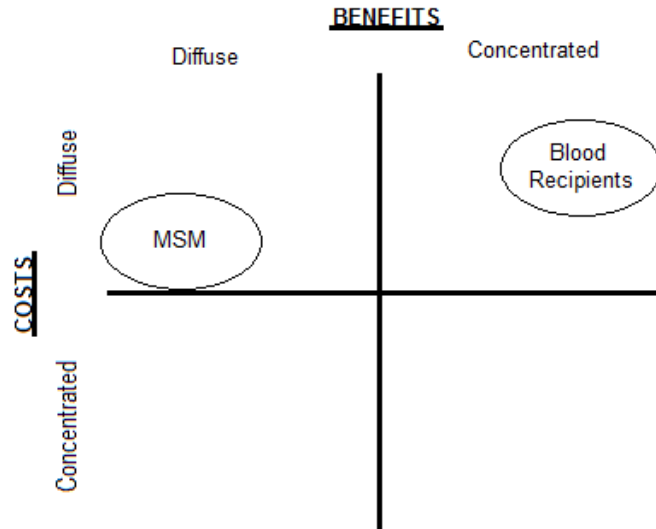 BENEFITS
Diffuse
Concentrated
Diffuse
Blood
Recipients
MSM
COSTS
Concentrated